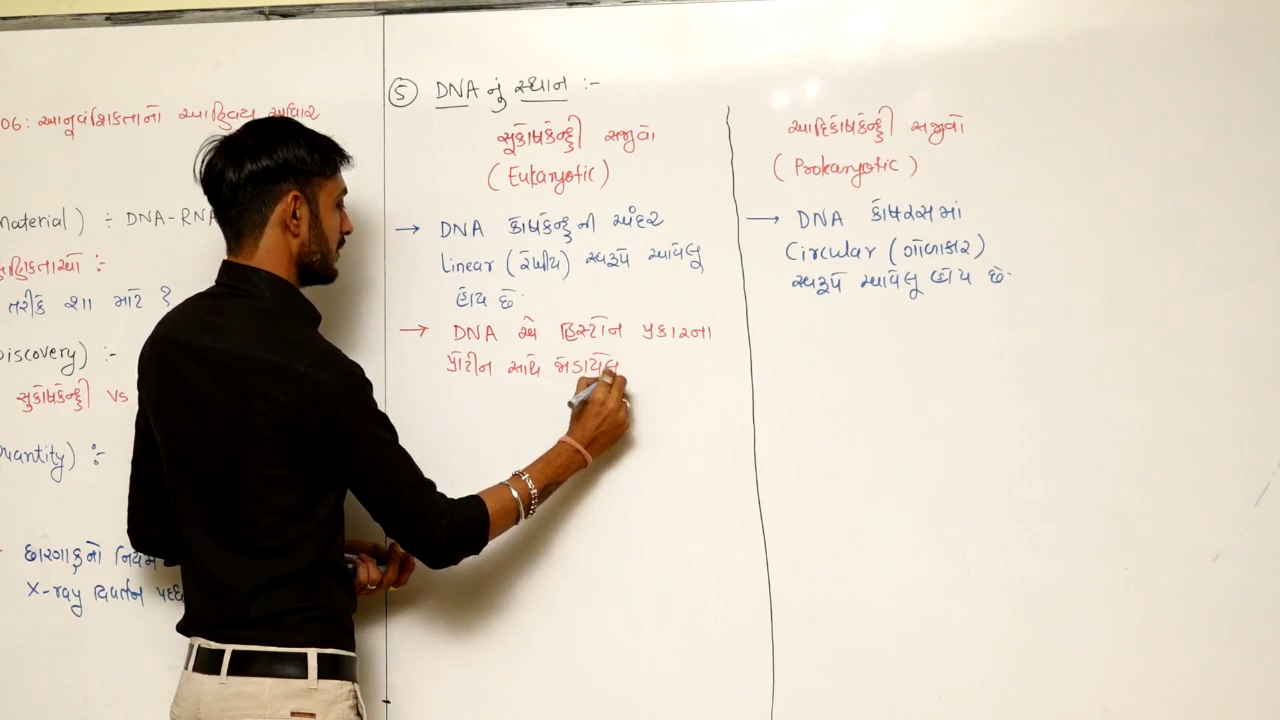 06: આનુવંશિકતાનો આણ્વિય આધાર
Material) : DNA-RNA
તરીકે શા માટે ?
Discovery) :-
સુકોષકેન્દ્રી Vs
Quantity) :-
છારગાફનો નિયમ
X-ray વિવર્તન પદ્ધ
⑤ DNA નું સ્થાન :-
સુકોષકેન્દ્રી સજીવો
(Eukaryotic)
→ DNA કોષકેન્દ્રની અંદર
Linear (રેખીય) સ્વરૂપે આવેલું
હોય છે.
→ DNA એ હિસ્ટોન પ્રકારના
પ્રોટીન સાથે જોડાયેલુ
આદિકોષકેન્દ્રી સજીવો
(Prokaryotic)
→ DNA કોષરસમાં
Circular (ગોળાકાર)
સ્વરૂપે આવેલૂ હોય છે.